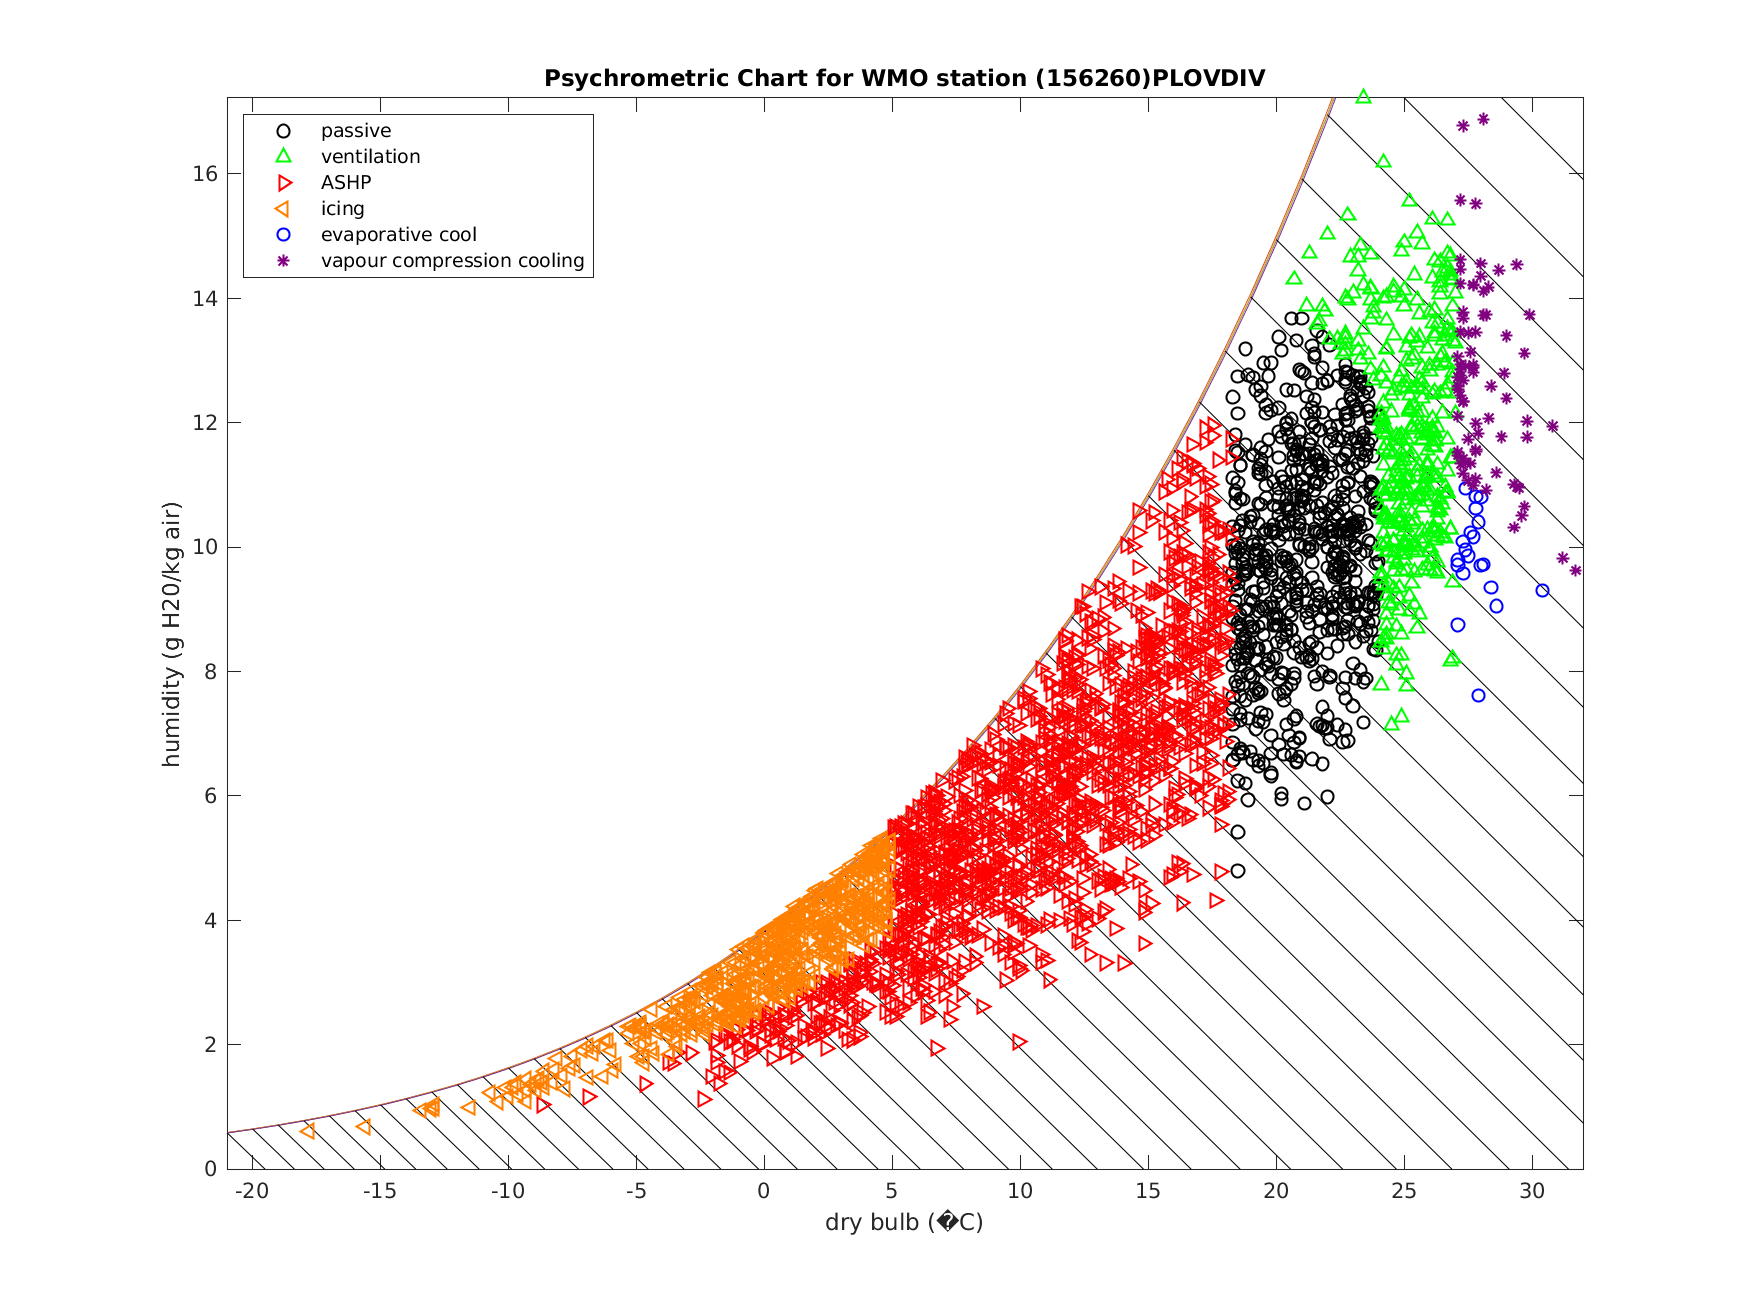 Psychrometric Chart for WMO station (156260)PLOVDIV
passive
ventilation
ASHP
icing
evaporative cool
vapour compression cooling
humidity (g H20/kg air)
16
14
12
10
8
6
4
2
0
-20 -15 -10 -5 0 5 10 15 20 25 30
dry bulb (�C)